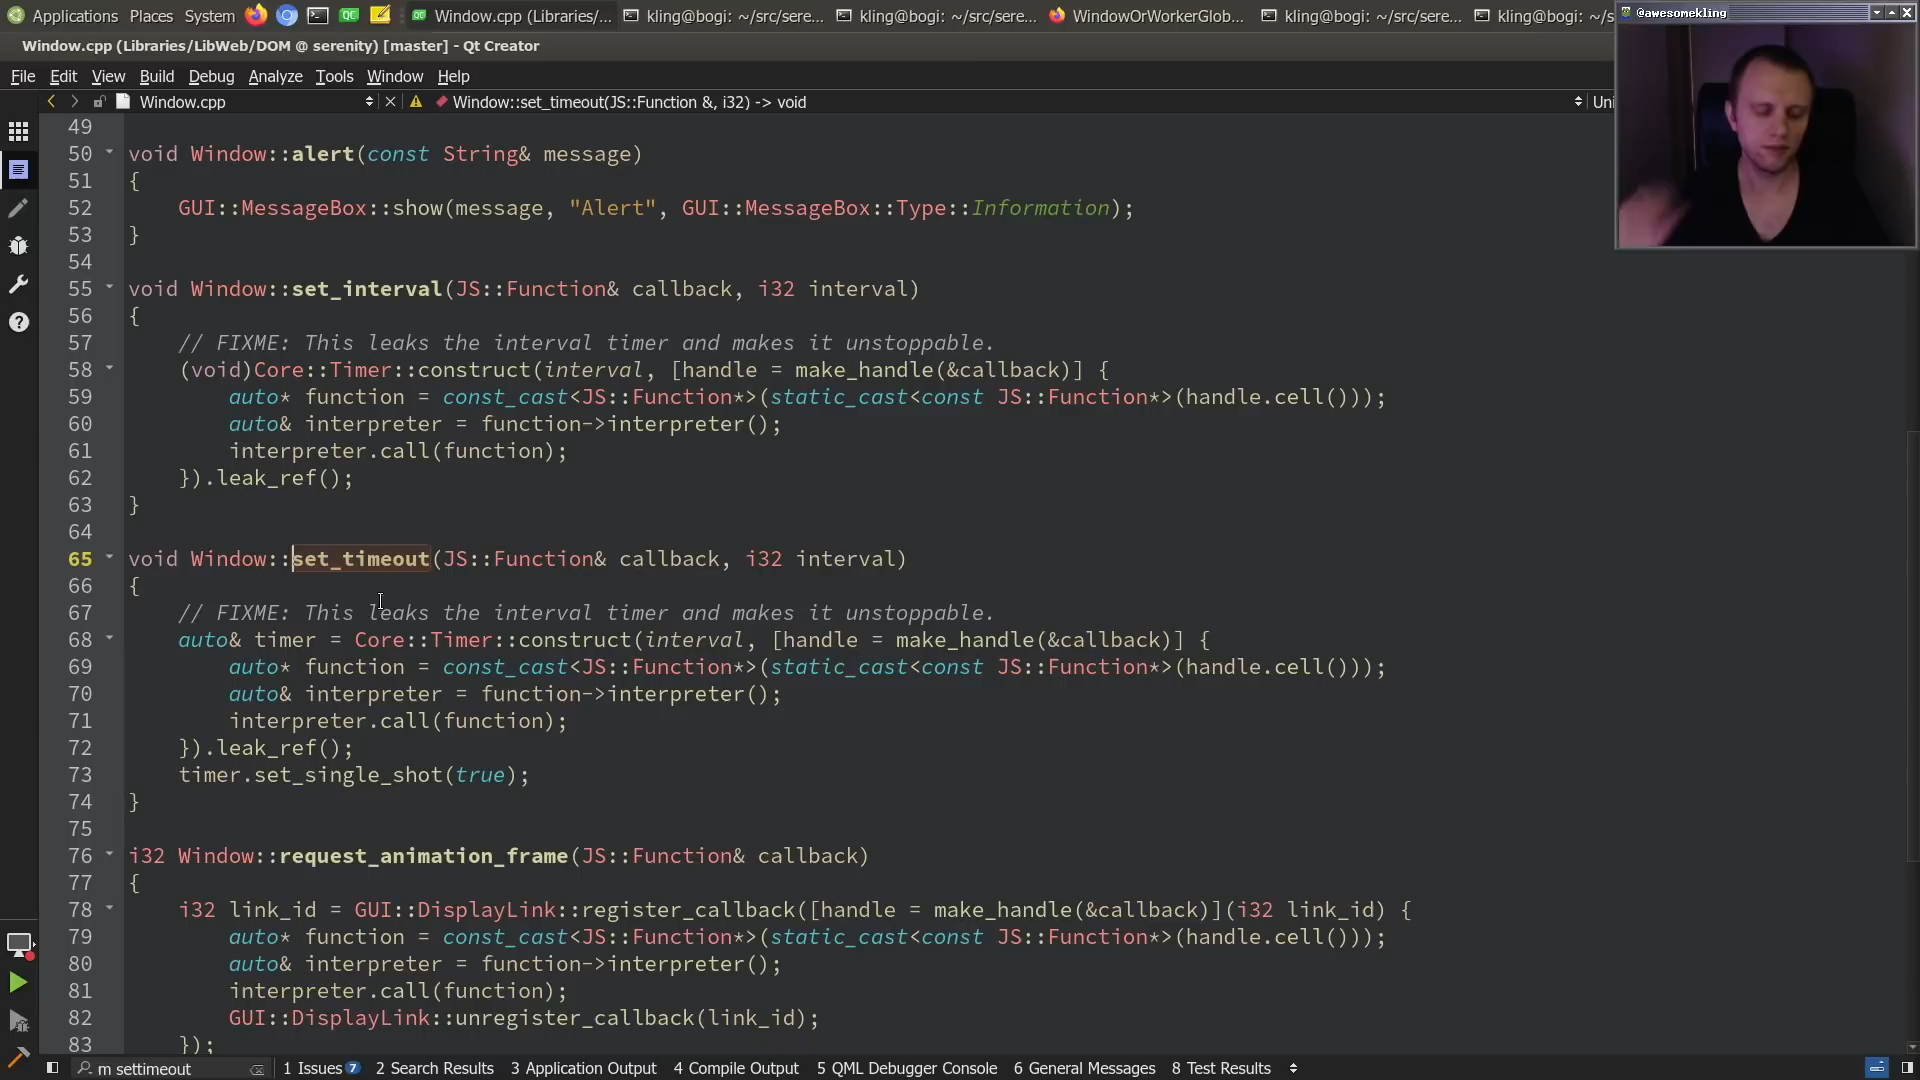 Applications Places System Window.cpp (Libraries/... kling@bogi: ~/src/sere... kling@bogi: ~/src/sere... WindowOrWorkerGlob... kling@bogi: ~/src/sere... kling@bogi: ~/s
@awesomekling
Window.cpp (Libraries/LibWeb/DOM @ serenity) [master] - Qt Creator
File Edit View Build Debug Analyze Tools Window Help
Window.cpp Window::set_timeout(JS::Function &, i32) -> void Uni
49
50 void Window::alert(const String& message)
51 {
52 GUI::MessageBox::show(message, "Alert", GUI::MessageBox::Type::Information);
53 }
54
55 void Window::set_interval(JS::Function& callback, i32 interval)
56 {
57 // FIXME: This leaks the interval timer and makes it unstoppable.
58 (void)Core::Timer::construct(interval, [handle = make_handle(&callback)] {
59 auto* function = const_cast<JS::Function*>(static_cast<const JS::Function*>(handle.cell()));
60 auto& interpreter = function->interpreter();
61 interpreter.call(function);
62 }).leak_ref();
63 }
64
65 void Window::set_timeout(JS::Function& callback, i32 interval)
66 {
67 // FIXME: This leaks the interval timer and makes it unstoppable.
68 auto& timer = Core::Timer::construct(interval, [handle = make_handle(&callback)] {
69 auto* function = const_cast<JS::Function*>(static_cast<const JS::Function*>(handle.cell()));
70 auto& interpreter = function->interpreter();
71 interpreter.call(function);
72 }).leak_ref();
73 timer.set_single_shot(true);
74 }
75
76 i32 Window::request_animation_frame(JS::Function& callback)
77 {
78 i32 link_id = GUI::DisplayLink::register_callback([handle = make_handle(&callback)](i32 link_id) {
79 auto* function = const_cast<JS::Function*>(static_cast<const JS::Function*>(handle.cell()));
80 auto& interpreter = function->interpreter();
81 interpreter.call(function);
82 GUI::DisplayLink::unregister_callback(link_id);
83 });
m settimeout 1 Issues 7 2 Search Results 3 Application Output 4 Compile Output 5 QML Debugger Console 6 General Messages 8 Test Results